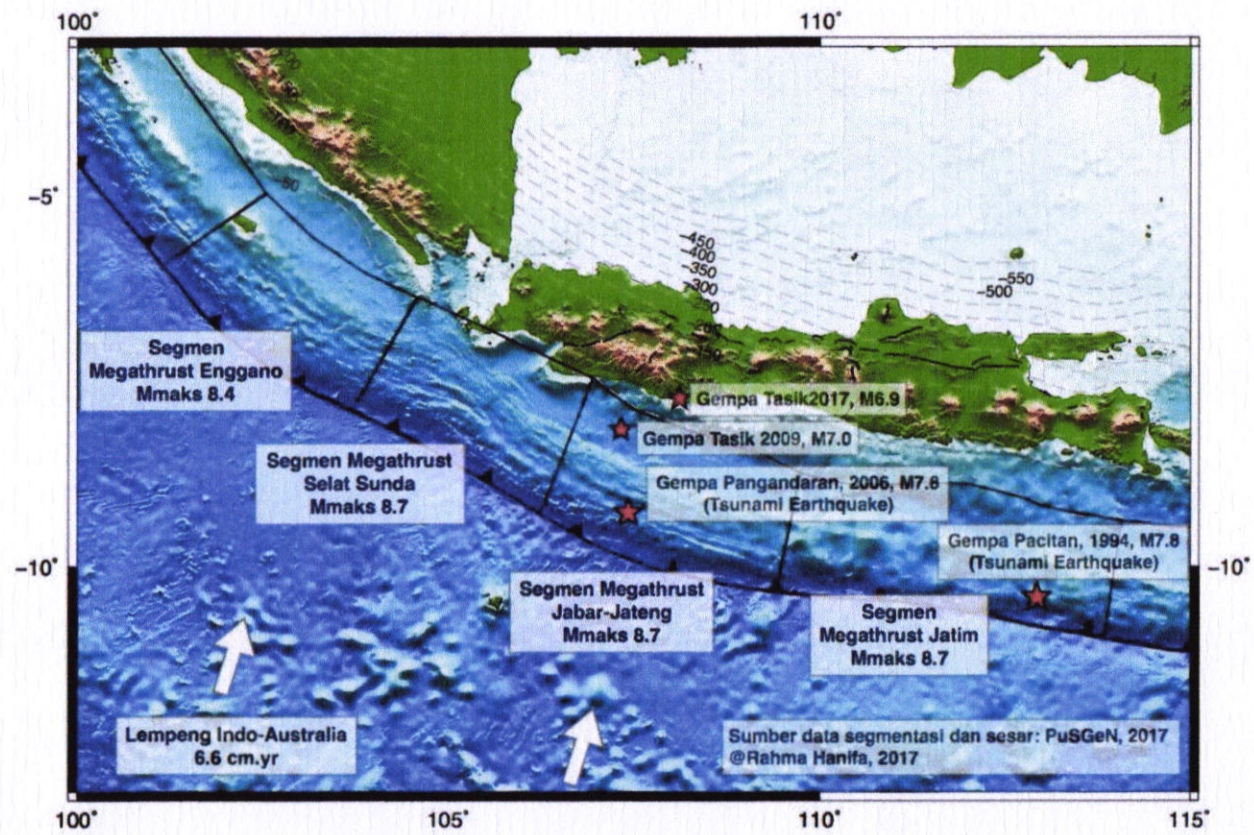 100°
110°
-5°
-50
-450
-400
-350
-300
-550
-500
Segmen
Megathrust Enggano
Mmaks 8.4
Gempa Tasik2017, M6.9
Gempa Tasik 2009, M7.0
Segmen Megathrust
Selat Sunda
Mmaks 8.7
Gempa Pangandaran, 2006, M7.8
(Tsunami Earthquake)
Gempa Pacitan, 1994, M7.8
(Tsunami Earthquake)
-10°
-10°
Segmen Megathrust
Jabar-Jateng
Mmaks 8.7
Segmen
Megathrust Jatim
Mmaks 8.7
Lempeng Indo-Australia
6.6 cm.yr
Sumber data segmentasi dan sesar: PuSGeN, 2017
@Rahma Hanifa, 2017
100°
105°
110°
115°